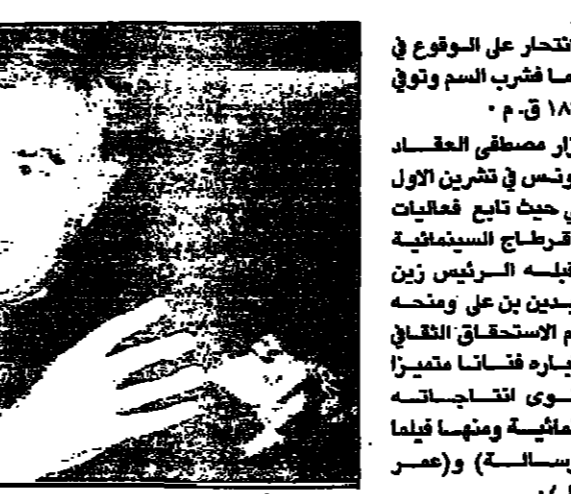 انتحار على الوقوع في
ما فشرب السم وتوفي
١٨ ق. م ٠
زار مصطفى العقاد
ونس في تشرين الاول
ي حيث تابع فعاليات
قرطاج السينمائية
قبله الرئيس زين
بدين بن علي ومنحه
م الاستحقاق الثقافي
باره فنانا متميزا
وى انتاجاته
مائية ومنها فيلما
رسالة) و(عمر